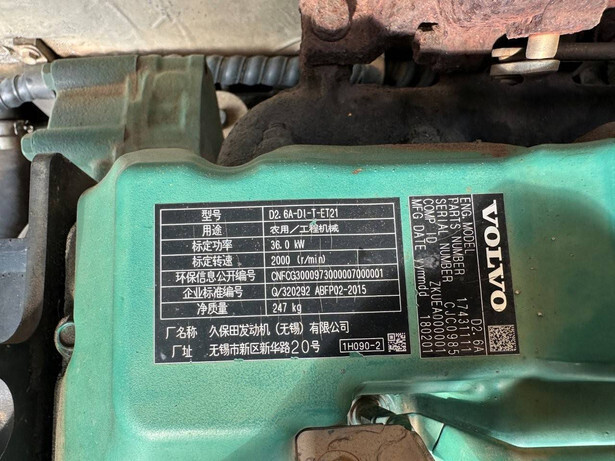 型号 D2.6A-DI-T-ET21
用途 农用/工程机械
标定功率 36.0 kW
标定转速 2000 (r/min)
环保信息公开编号 CNFCG3000973000007000001
企业标准编号 Q/320292 ABFP02-2015
净质量 247 kg
厂名称 久保田发动机(无锡)有限公司
厂址 无锡市新区新华路20号
1H090-2
VOLVO
ENG. MODEL D2.6A
PARTS NUMBER 17431111
SERIAL NUMBER CJC0985
COMP ID ZKUEA000001
MFG DATE yymmdd 180201